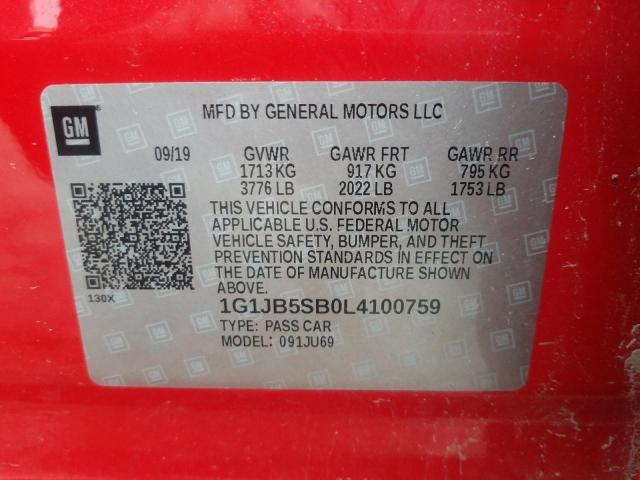 GM
MFD BY GENERAL MOTORS LLC
09/19 GVWR GAWR FRT GAWR RR
1713 KG 917 KG 795 KG
3776 LB 2022 LB 1753 LB
THIS VEHICLE CONFORMS TO ALL
APPLICABLE U.S. FEDERAL MOTOR
VEHICLE SAFETY, BUMPER, AND THEFT
PREVENTION STANDARDS IN EFFECT ON
THE DATE OF MANUFACTURE SHOWN
ABOVE.
130X
1G1JB5SB0L4100759
TYPE: PASS CAR
MODEL: 091JU69